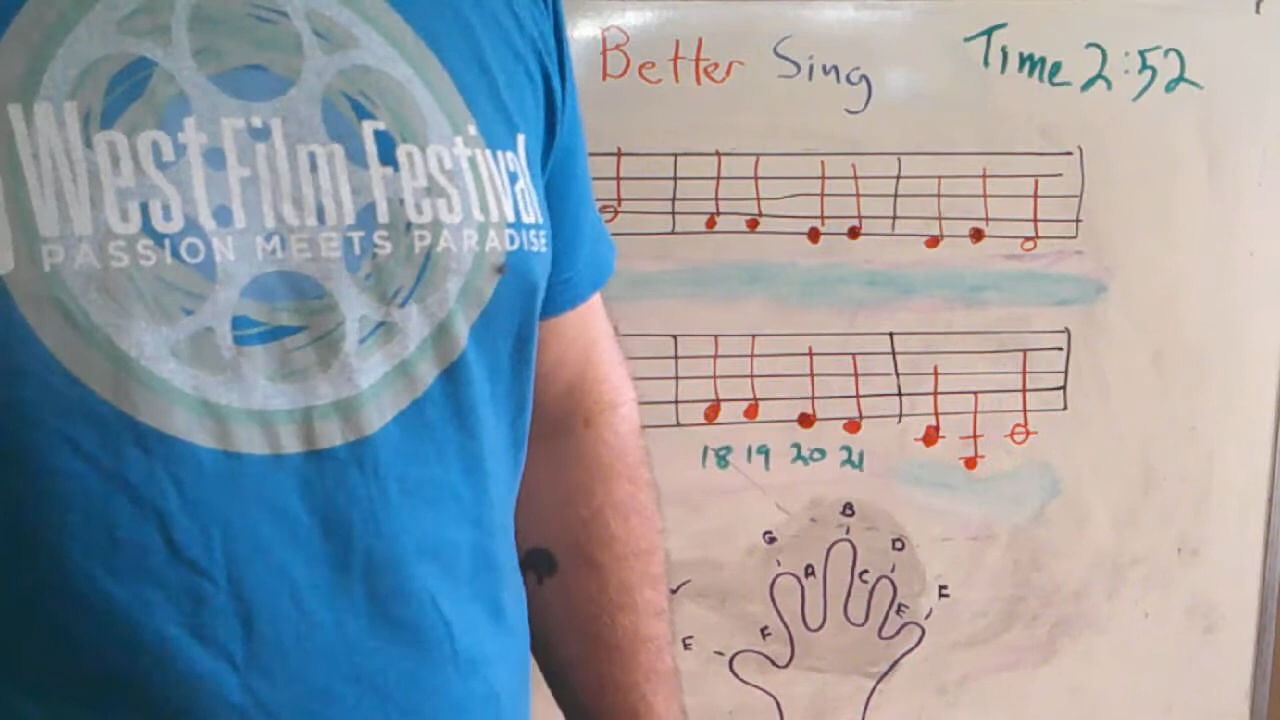 Better Sing
Time 2:52
West Film Festival
PASSION MEETS PARADISE
18 19 20 21
B
G
D
A
C
F
E
E
F